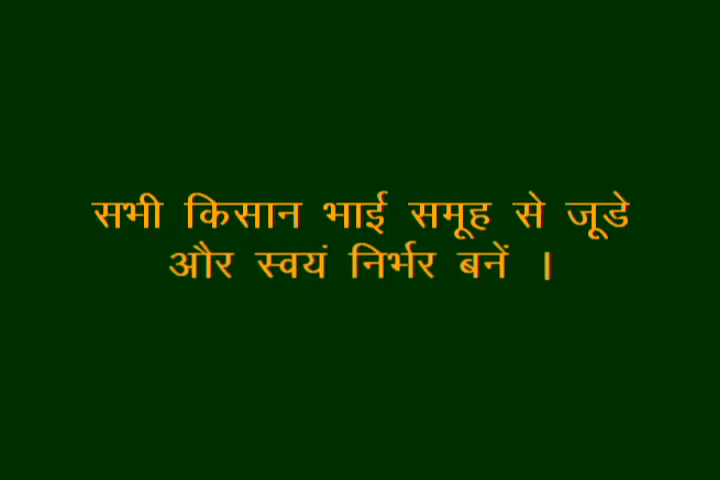 सभी किसान भाई समूह से जूडे
और स्वयं निर्भर बनें ।